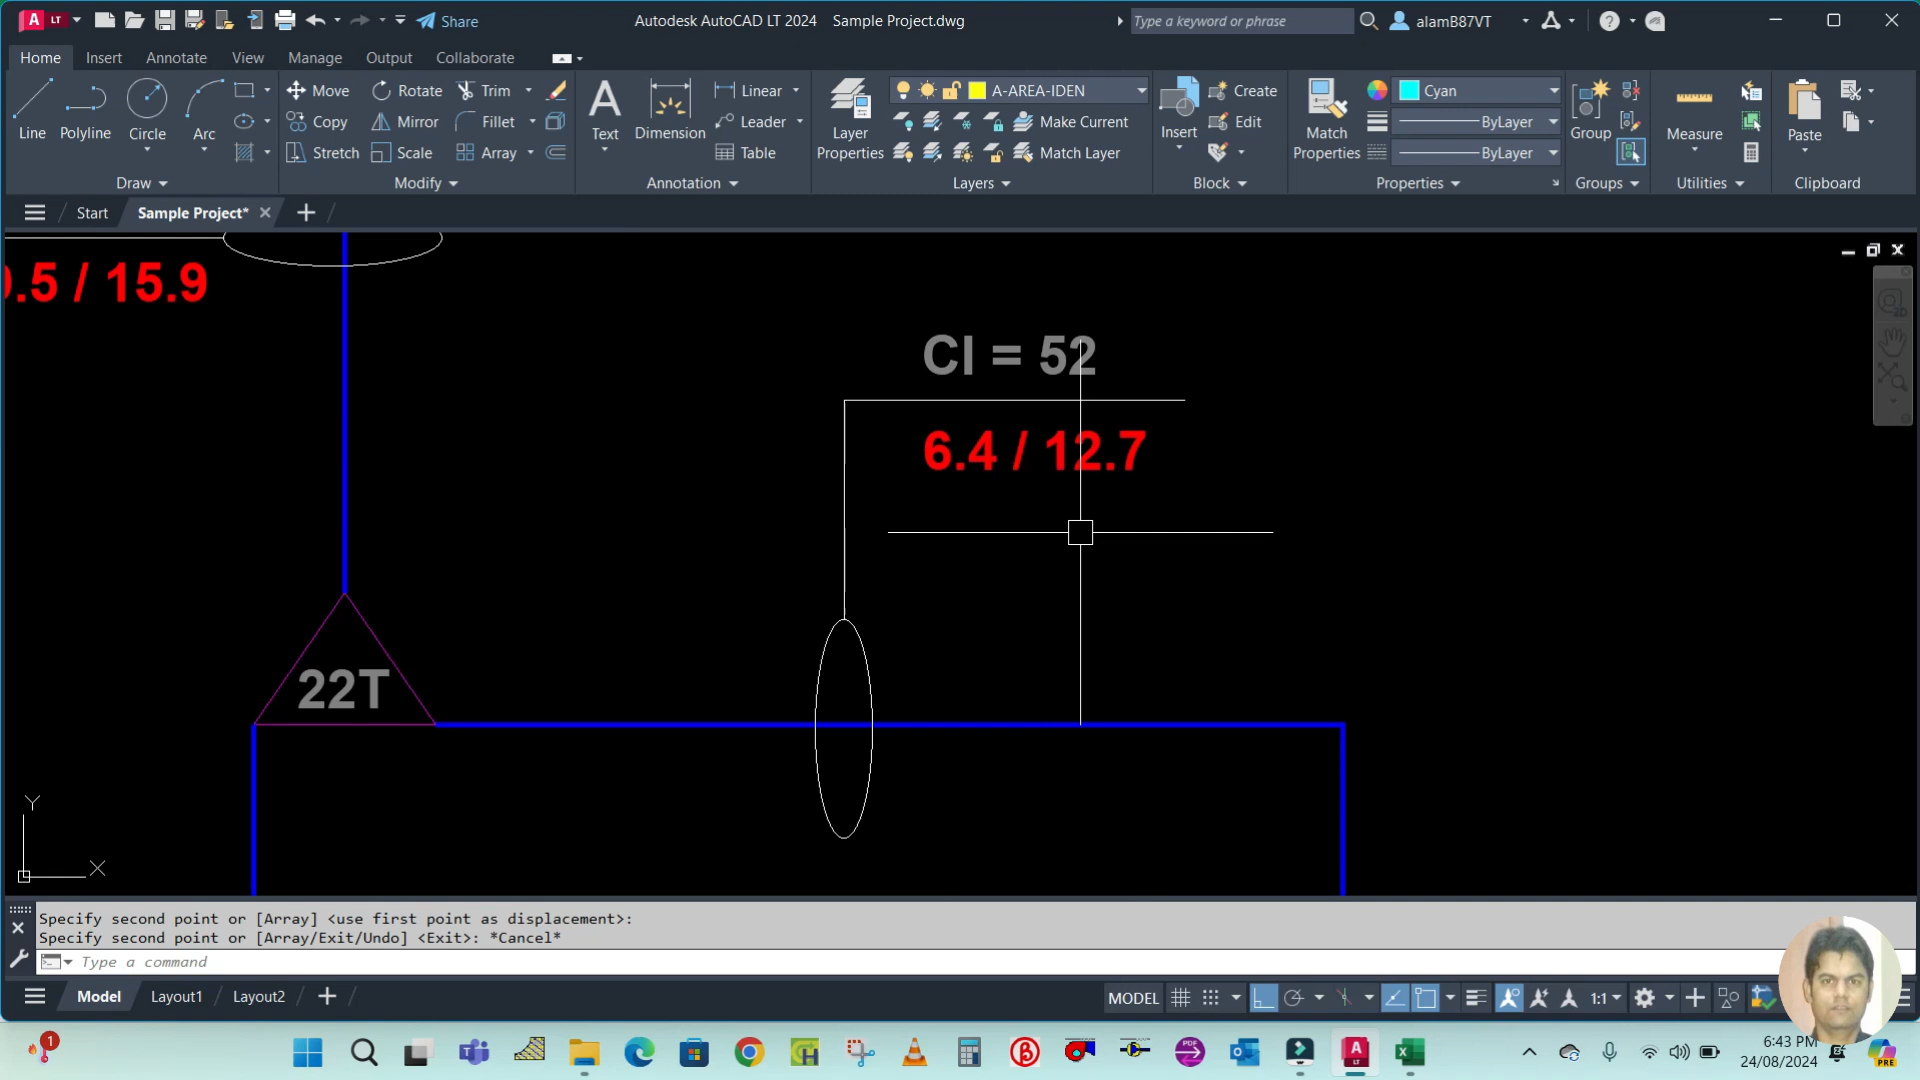 A LT
Share
Autodesk AutoCAD LT 2024 Sample Project.dwg
Type a keyword or phrase
alamB87VT
Home Insert Annotate View Manage Output Collaborate
Line Polyline Circle Arc
Draw
Move Rotate Trim
Copy Mirror Fillet
Stretch Scale Array
Modify
Text Dimension
Linear
Leader
Table
Annotation
Layer Properties
A-AREA-IDEN
Make Current
Match Layer
Layers
Insert
Create
Edit
Block
Match Properties
Cyan
ByLayer
ByLayer
Properties
Group
Groups
Measure
Utilities
Paste
Clipboard
Start Sample Project*
.5 / 15.9
CI = 52
6.4 / 12.7
22T
Y
X
Specify second point or [Array] <use first point as displacement>:
Specify second point or [Array/Exit/Undo] <Exit>: *Cancel*
Type a command
Model Layout1 Layout2
MODEL
1:1
1
6:43 PM
24/08/2024
PDF
A LT
PRE